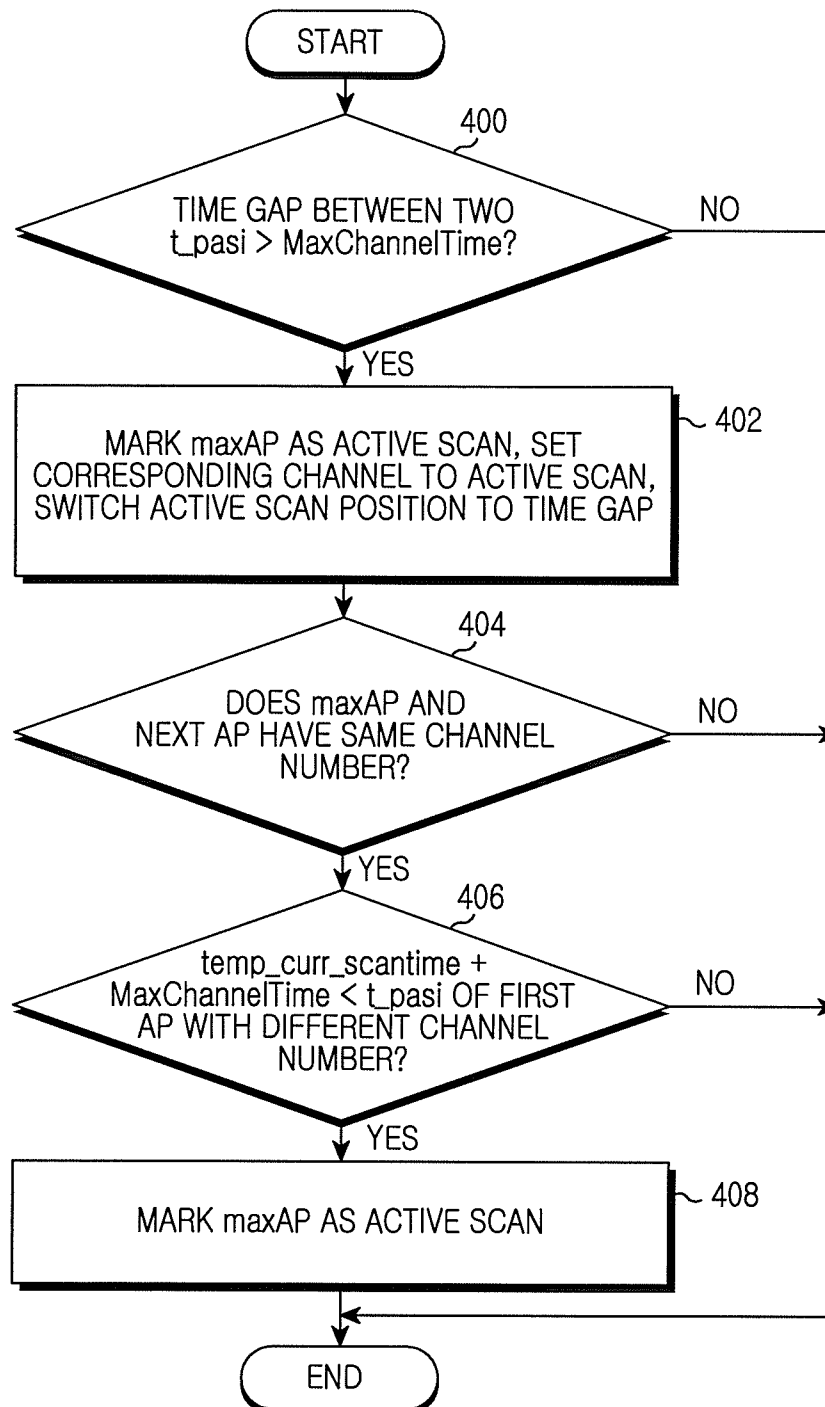 START
400
TIME GAP BETWEEN TWO
t_pasi > MaxChannelTime?
NO
YES
402
MARK maxAP AS ACTIVE SCAN, SET
CORRESPONDING CHANNEL TO ACTIVE SCAN,
SWITCH ACTIVE SCAN POSITION TO TIME GAP
404
DOES maxAP AND
NEXT AP HAVE SAME CHANNEL
NUMBER?
NO
YES
406
temp_curr_scantime +
MaxChannelTime < t_pasi OF FIRST
AP WITH DIFFERENT CHANNEL
NUMBER?
NO
YES
408
MARK maxAP AS ACTIVE SCAN
END